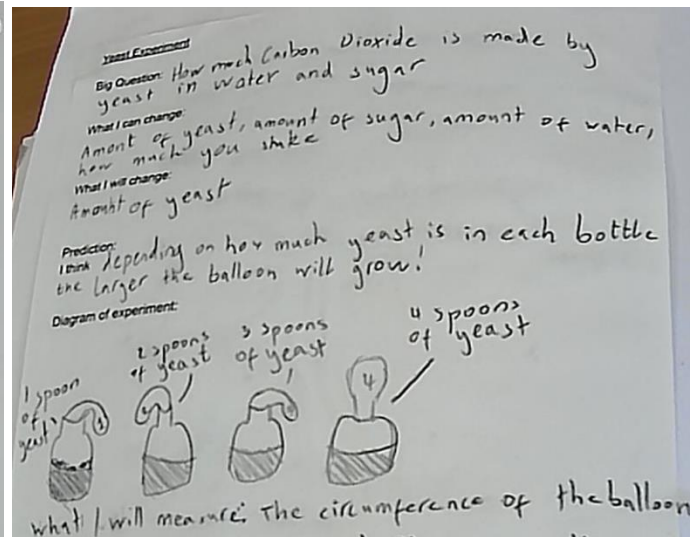 Yeast Experiment
Big Question: How much Carbon Dioxide is made by
yeast in water and sugar
What I can change:
Amont of yeast, amount of sugar, amount of water,
how much you shake
What I will change:
Amount of yeast
Prediction:
I think depending on how much yeast is in each bottle
the larger the balloon will grow!
Diagram of experiment:
1 spoon
of
yeast
2 spoons
of yeast
3 spoons
of yeast
4 spoons
of yeast
4
what I will measure: The circumference of the balloon